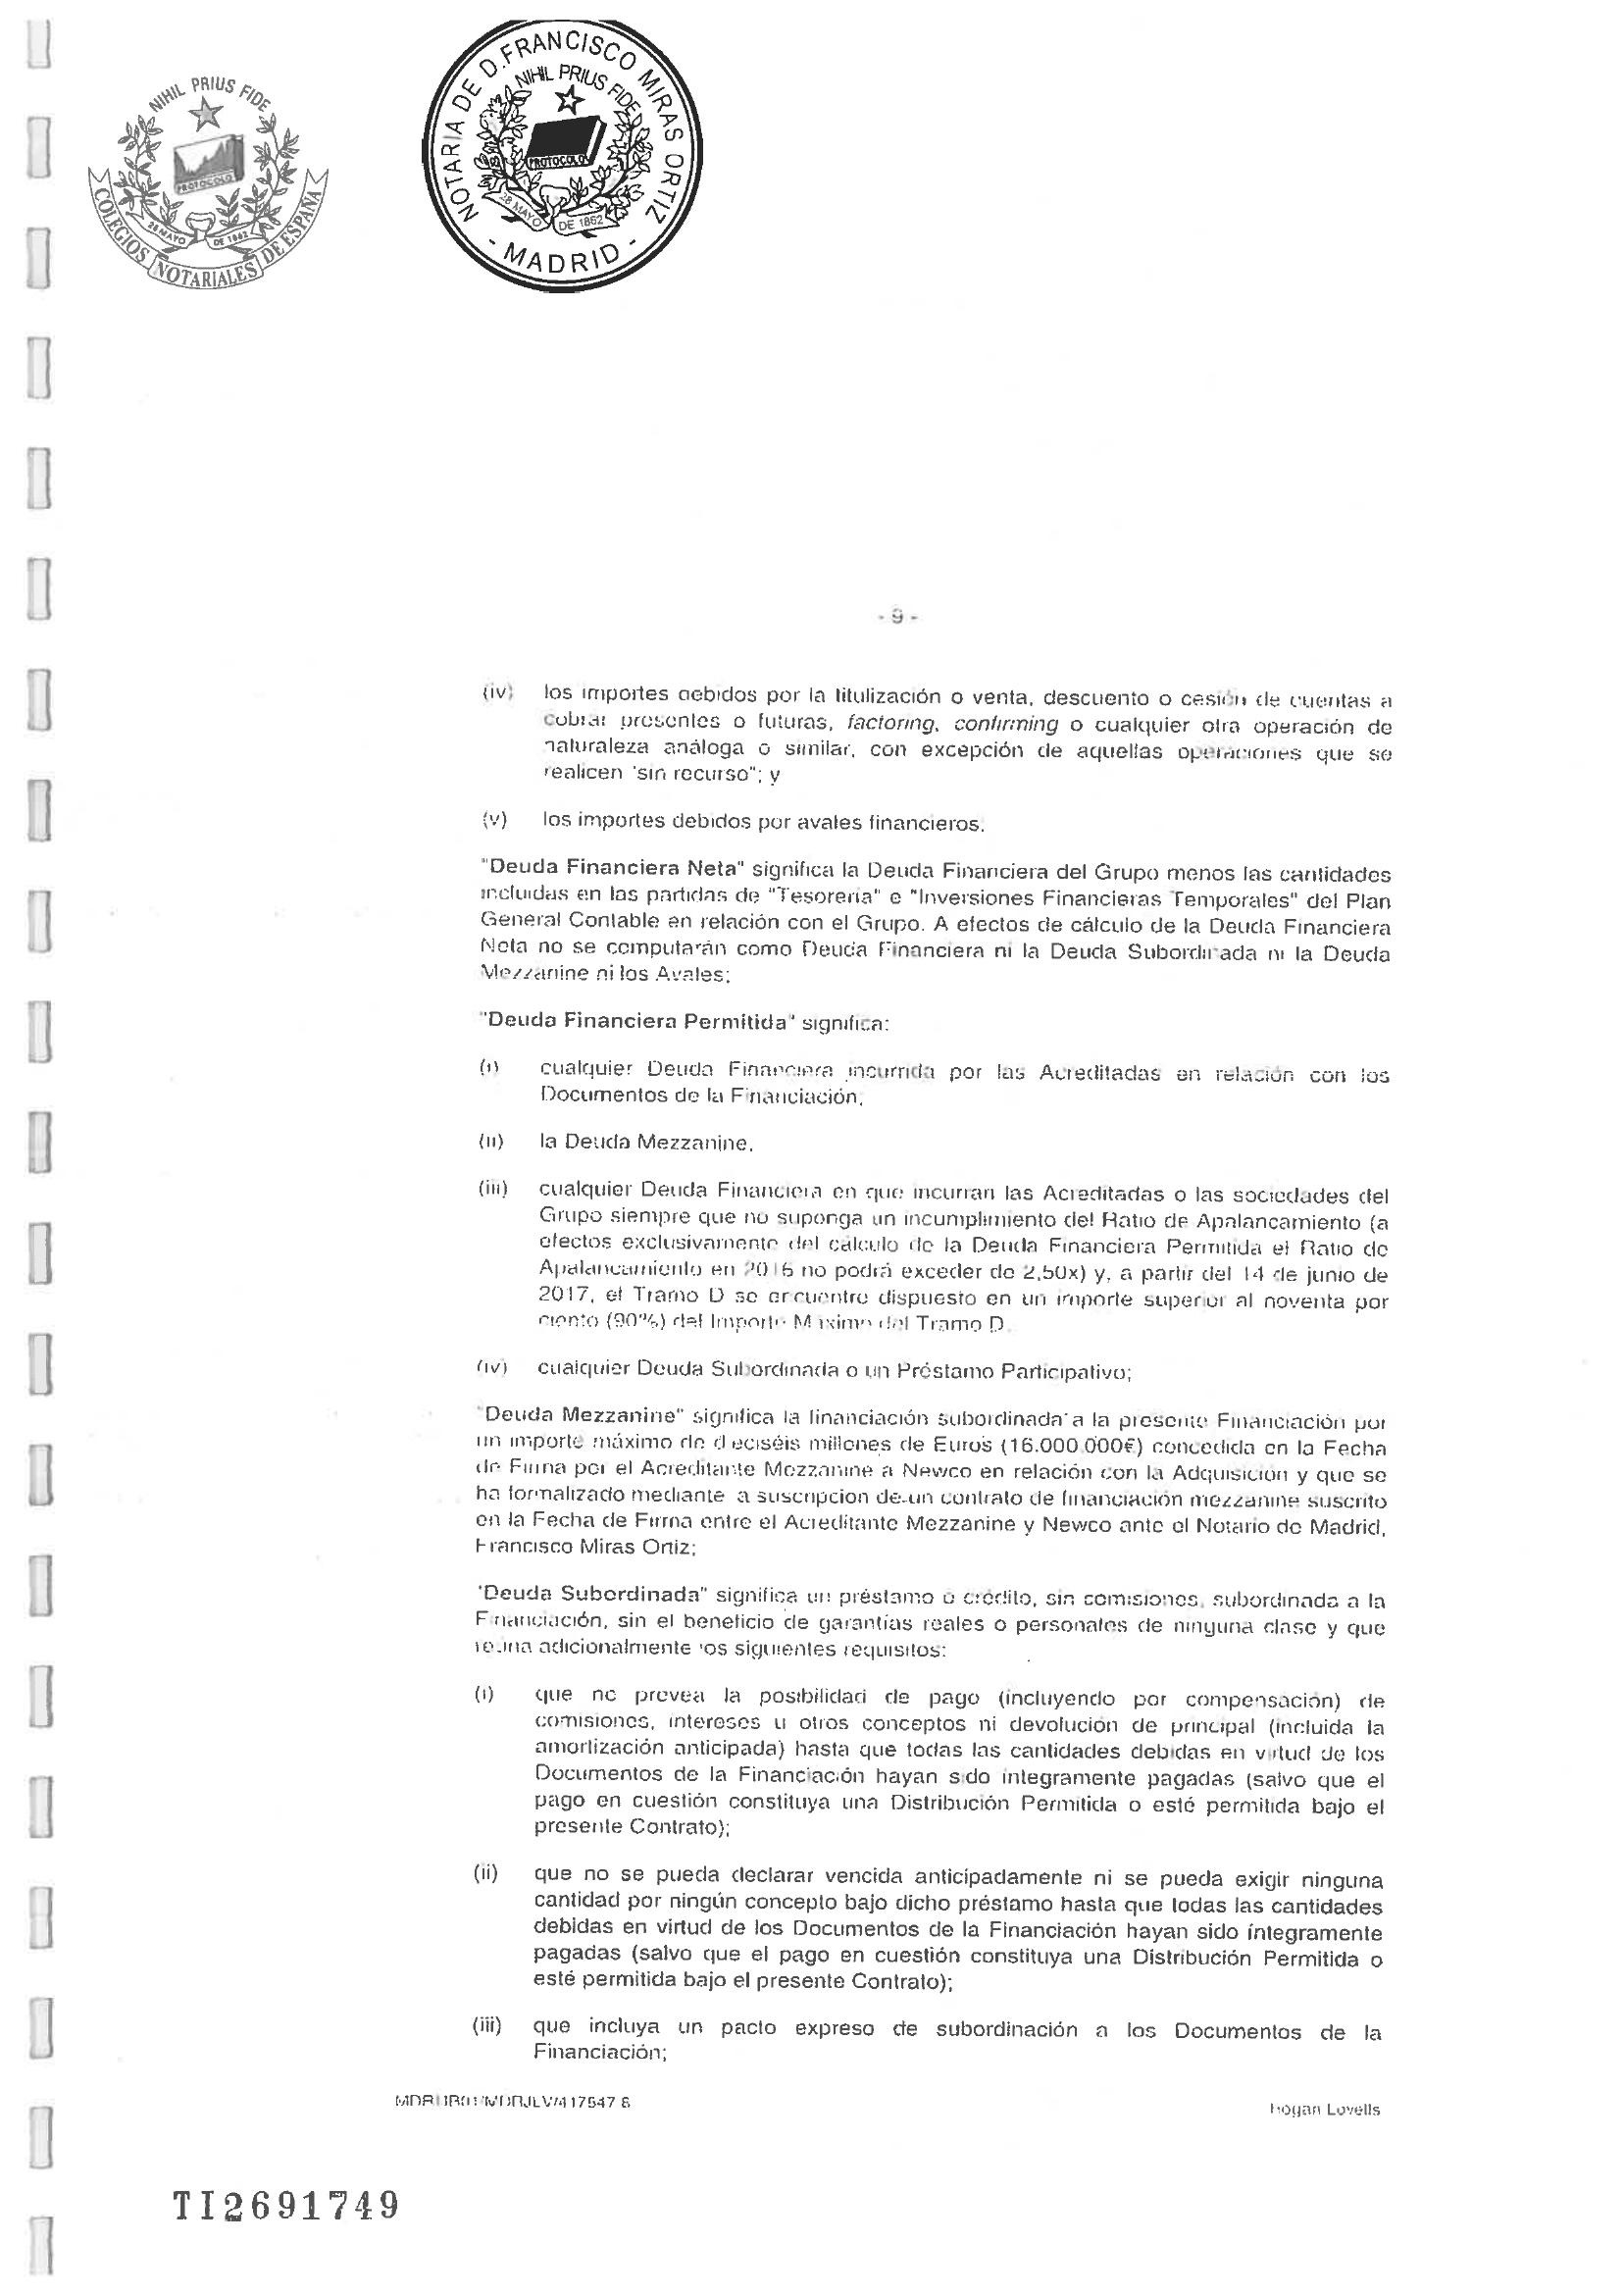 NIHIL PRIUS FIDE
PROTOCOLO
28 MAYO DE 1862
COLEGIOS NOTARIALES DE ESPAÑA
NOTARIA DE D. FRANCISCO MIRAS ORTIZ
NIHIL PRIUS FIDE
PROTOCOLO
28 MAYO DE 1862
- MADRID -
- 9 -
(iv) los importes debidos por la titulización o venta, descuento o cesión de cuentas a
cobrar presentes o futuras, factoring, confirming o cualquier otra operación de
naturaleza análoga o similar, con excepción de aquellas operaciones que se
realicen "sin recurso"; y
(v) los importes debidos por avales financieros.
"Deuda Financiera Neta" significa la Deuda Financiera del Grupo menos las cantidades
incluidas en las partidas de "Tesorería" e "Inversiones Financieras Temporales" del Plan
General Contable en relación con el Grupo. A efectos de cálculo de la Deuda Financiera
Neta no se computarán como Deuda Financiera ni la Deuda Subordinada ni la Deuda
Mezzanine ni los Avales;
"Deuda Financiera Permitida" significa:
(i) cualquier Deuda Financiera incurrida por las Acreditadas en relación con los
Documentos de la Financiación,
(ii) la Deuda Mezzanine,
(iii) cualquier Deuda Financiera en que incurran las Acreditadas o las sociedades del
Grupo siempre que no suponga un incumplimiento del Ratio de Apalancamiento (a
efectos exclusivamente del cálculo de la Deuda Financiera Permitida el Ratio de
Apalancamiento en 2016 no podrá exceder de 2,50x) y, a partir del 14 de junio de
2017, el Tramo D se encuentre dispuesto en un importe superior al noventa por
ciento (90%) del Importe Máximo del Tramo D.
(iv) cualquier Deuda Subordinada o un Préstamo Participativo;
"Deuda Mezzanine" significa la financiación subordinada a la presente Financiación por
un importe máximo de dieciséis millones de Euros (16.000.000€) concedida en la Fecha
de Firma por el Acreditante Mezzanine a Newco en relación con la Adquisición y que se
ha formalizado mediante la suscripción de un contrato de financiación mezzanine suscrito
en la Fecha de Firma entre el Acreditante Mezzanine y Newco ante el Notario de Madrid,
Francisco Miras Ortiz;
"Deuda Subordinada" significa un préstamo o crédito, sin comisiones, subordinada a la
Financiación, sin el beneficio de garantías reales o personales de ninguna clase y que
reúna adicionalmente los siguientes requisitos:
(i) que no prevea la posibilidad de pago (incluyendo por compensación) de
comisiones, intereses u otros conceptos ni devolución de principal (incluida la
amortización anticipada) hasta que todas las cantidades debidas en virtud de los
Documentos de la Financiación hayan sido íntegramente pagadas (salvo que el
pago en cuestión constituya una Distribución Permitida o esté permitida bajo el
presente Contrato);
(ii) que no se pueda declarar vencida anticipadamente ni se pueda exigir ninguna
cantidad por ningún concepto bajo dicho préstamo hasta que todas las cantidades
debidas en virtud de los Documentos de la Financiación hayan sido íntegramente
pagadas (salvo que el pago en cuestión constituya una Distribución Permitida o
esté permitida bajo el presente Contrato);
(iii) que incluya un pacto expreso de subordinación a los Documentos de la
Financiación;
Hogan Lovells
TI2691749